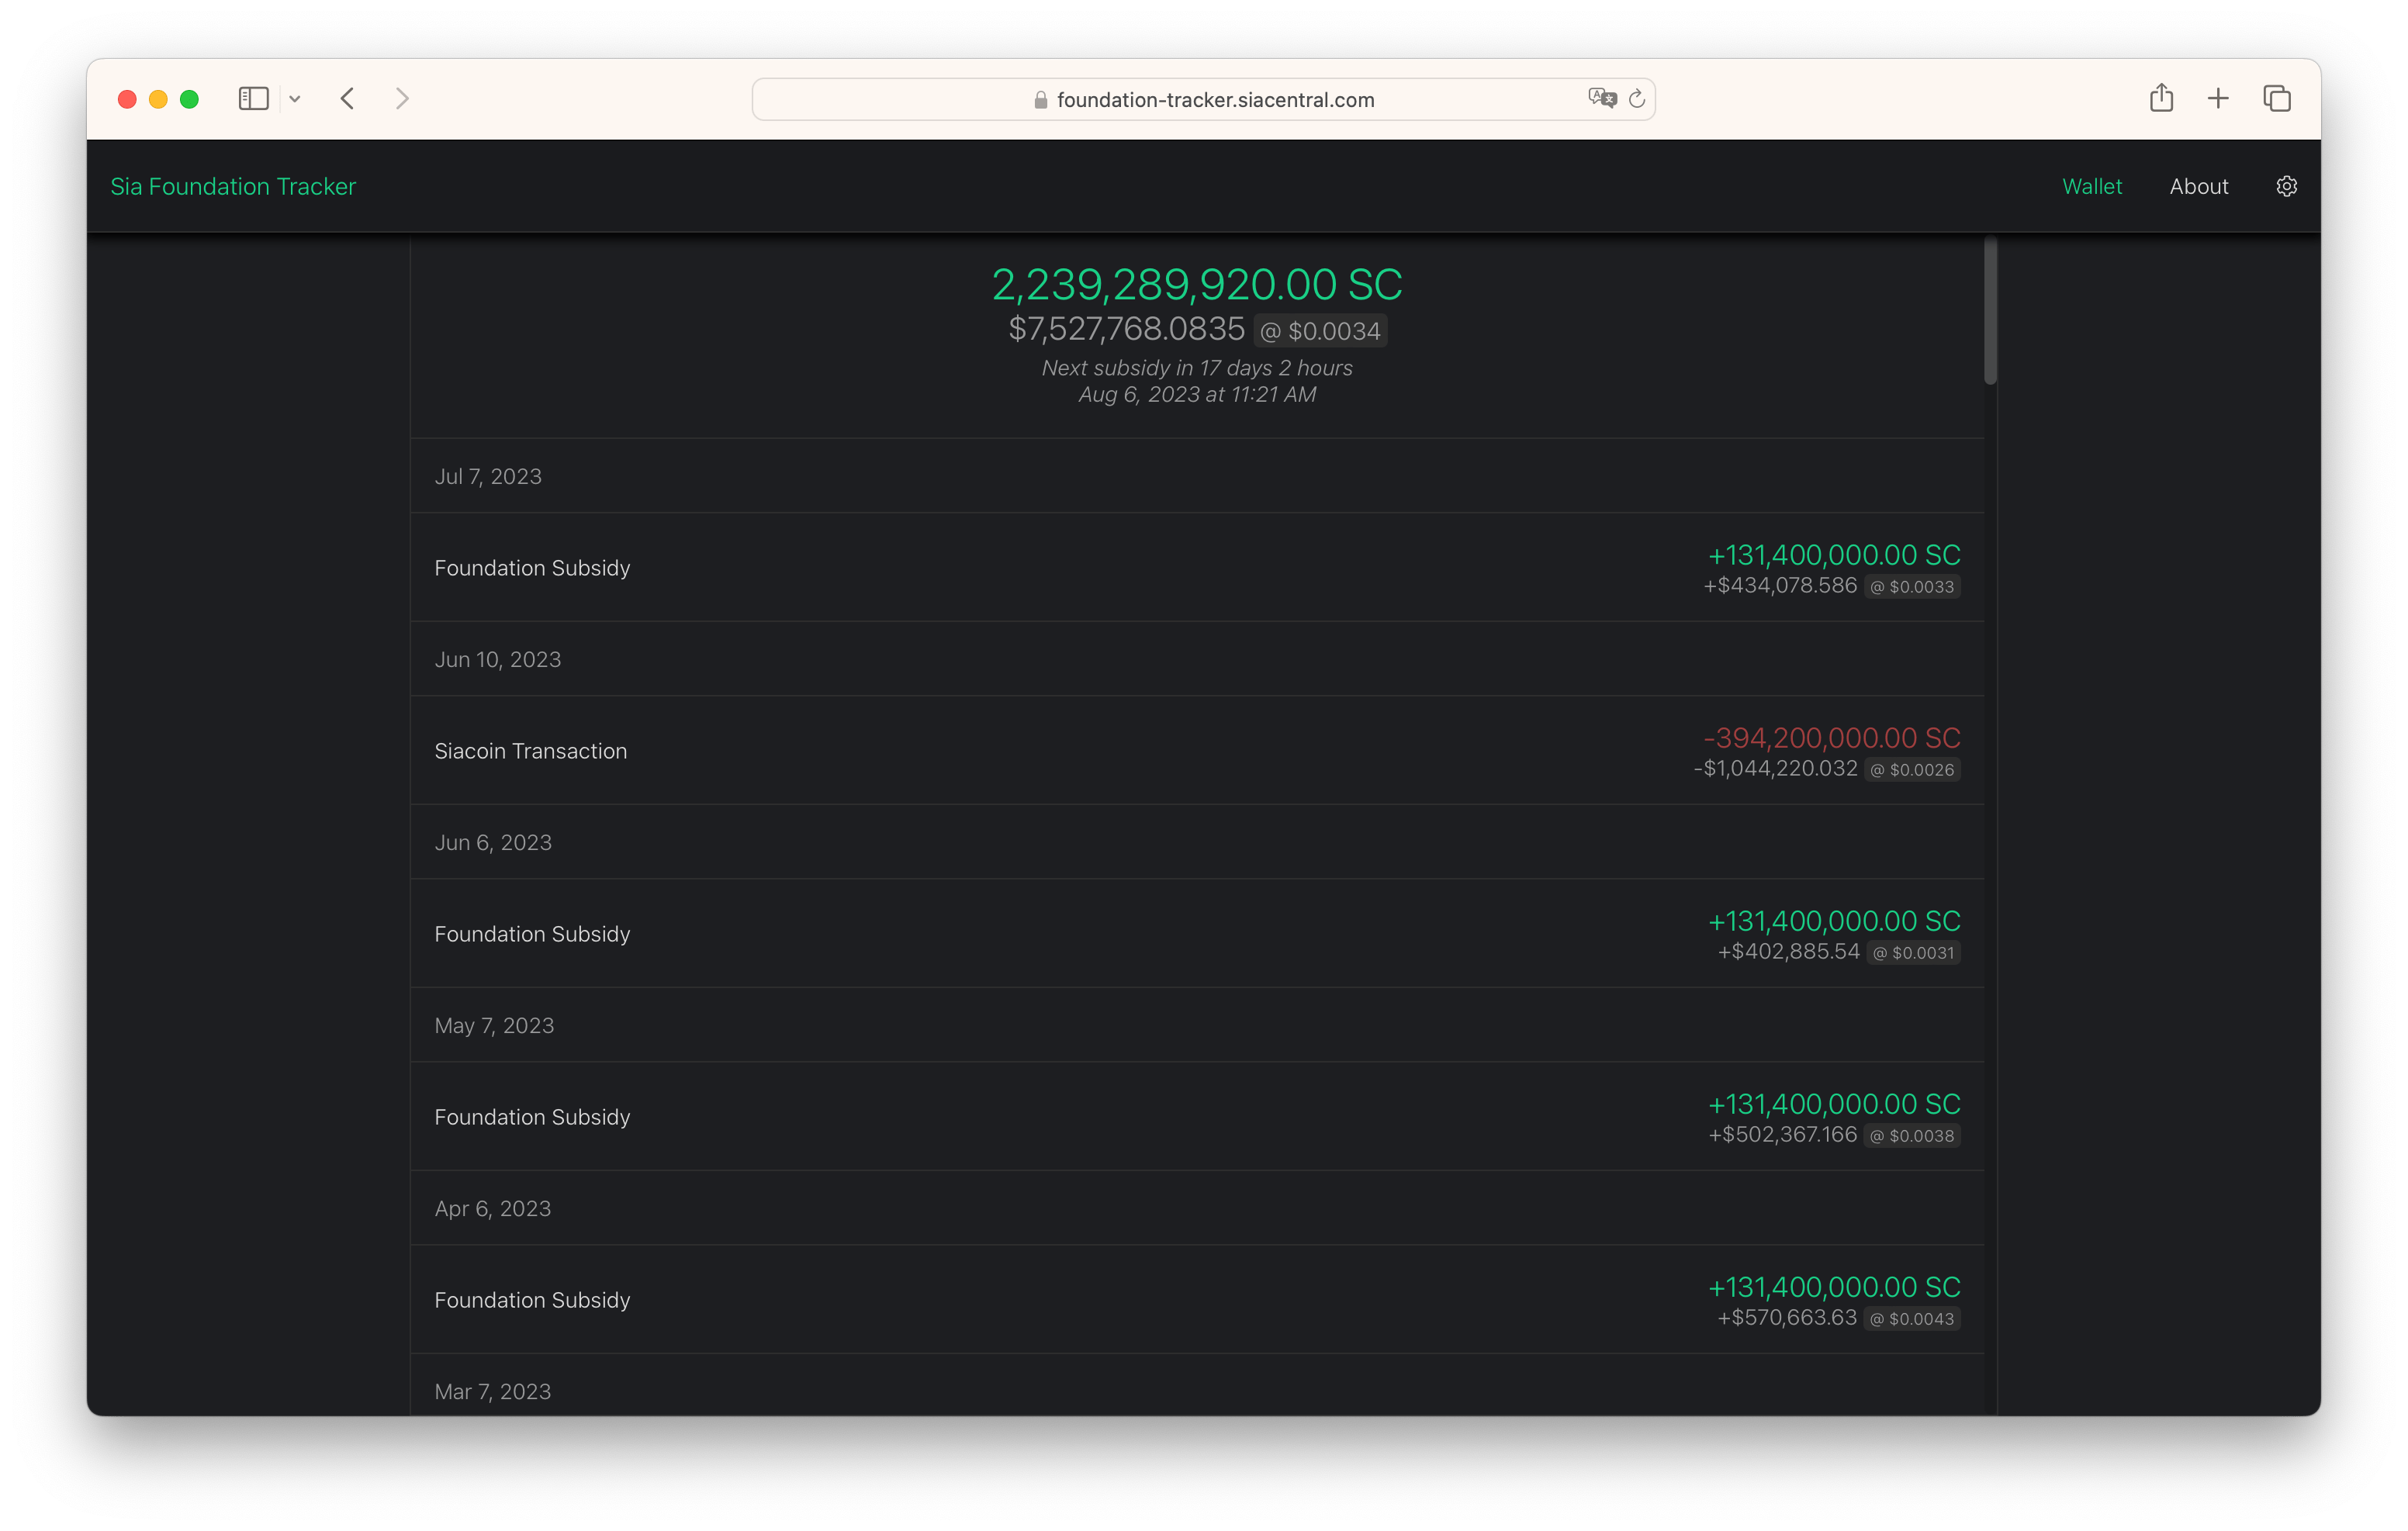 foundation-tracker.siacentral.com
Sia Foundation Tracker
Wallet
About
2,239,289,920.00 SC
$7,527,768.0835 @ $0.0034
Next subsidy in 17 days 2 hours
Aug 6, 2023 at 11:21 AM
Jul 7, 2023
Foundation Subsidy
+131,400,000.00 SC
+$434,078.586 @ $0.0033
Jun 10, 2023
Siacoin Transaction
-394,200,000.00 SC
-$1,044,220.032 @ $0.0026
Jun 6, 2023
Foundation Subsidy
+131,400,000.00 SC
+$402,885.54 @ $0.0031
May 7, 2023
Foundation Subsidy
+131,400,000.00 SC
+$502,367.166 @ $0.0038
Apr 6, 2023
Foundation Subsidy
+131,400,000.00 SC
+$570,663.63 @ $0.0043
Mar 7, 2023